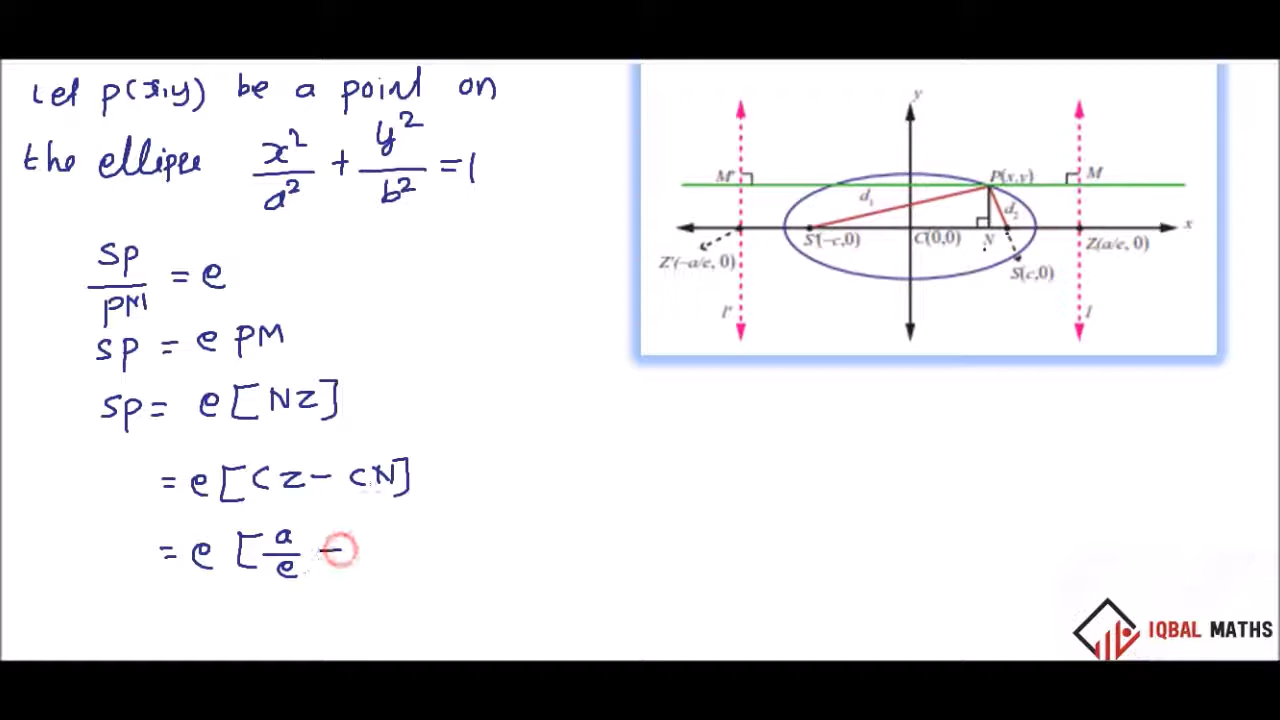 Let p(x,y) be a point on
the ellipse x²/a² + y²/b² = 1
SP/PM = e
SP = e PM
SP = e[NZ]
= e[CZ - CN]
= e[a/e -
y
M' P(x,y) M
d₁ d₂
x
S'(-c,0) C(0,0) N Z(a/e, 0)
Z'(-a/e, 0) S(c,0)
l' l
IQBAL MATHS